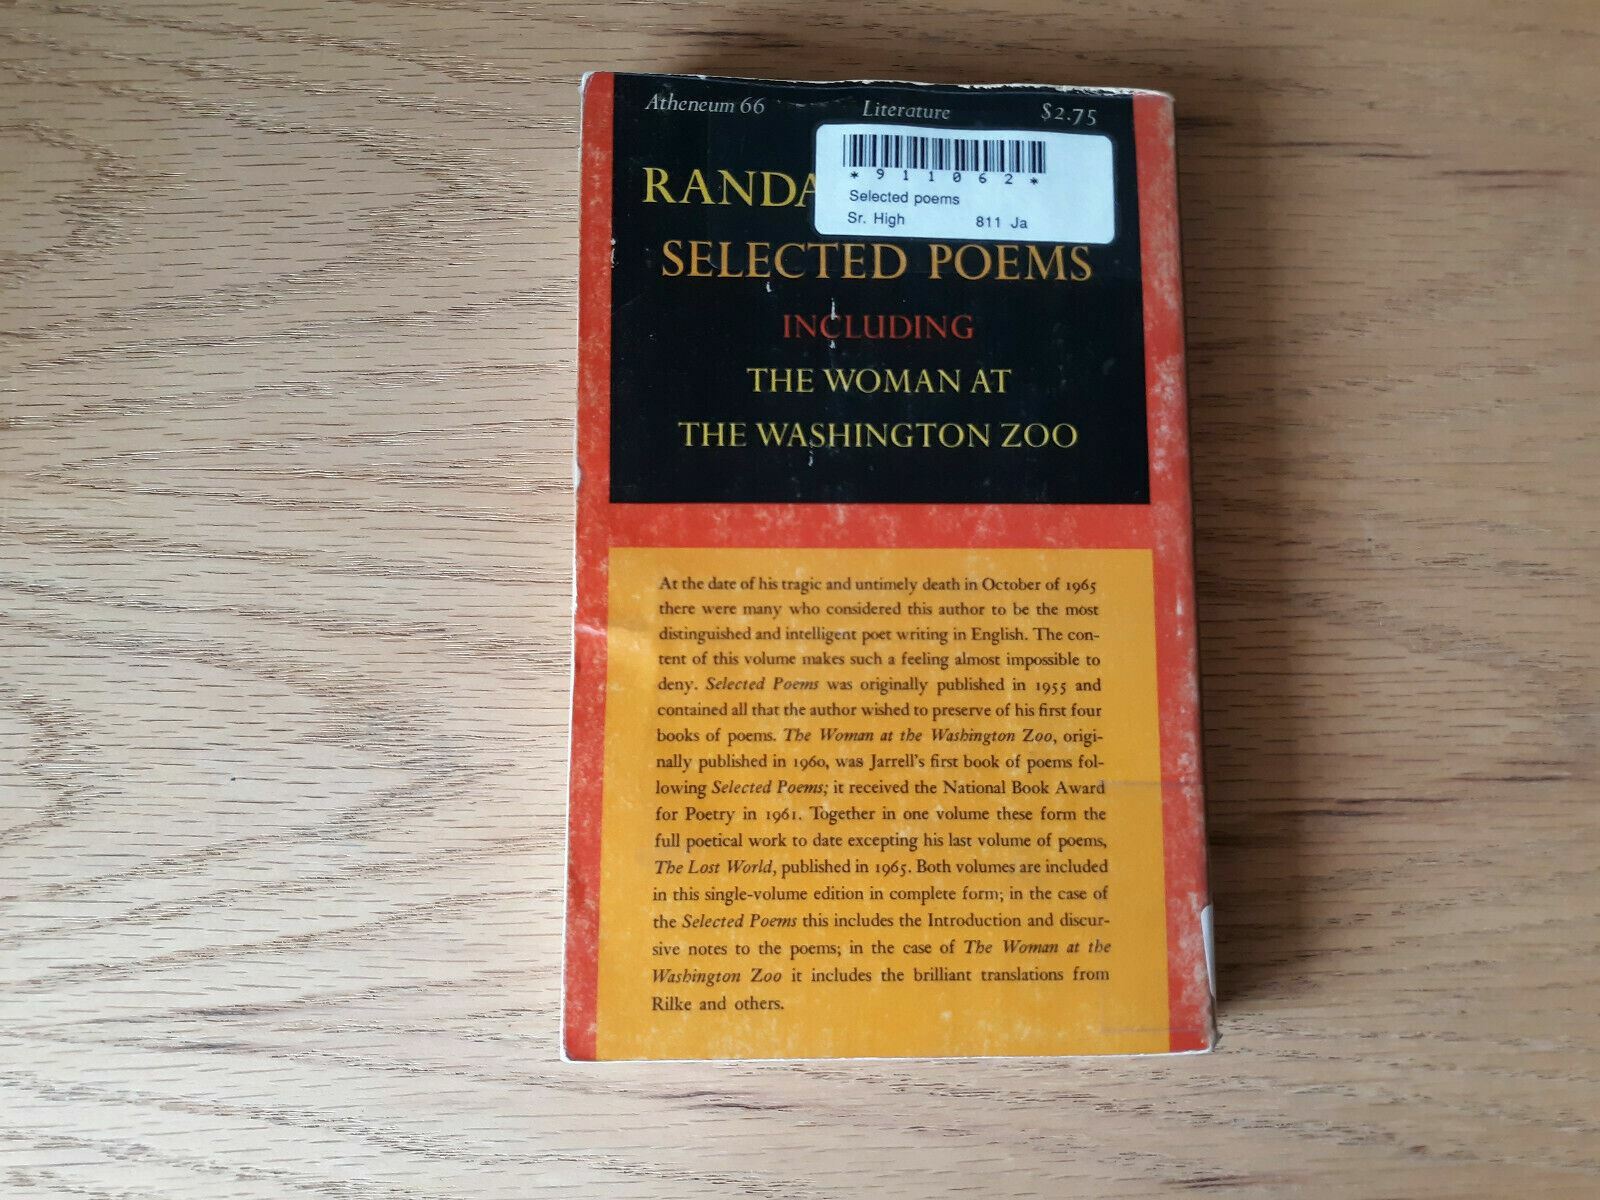 Atheneum 66 Literature $2.75
* 9 1 1 0 6 2 *
Selected poems
Sr. High 811 Ja
RANDA
SELECTED POEMS
INCLUDING
THE WOMAN AT
THE WASHINGTON ZOO
At the date of his tragic and untimely death in October of 1965
there were many who considered this author to be the most
distinguished and intelligent poet writing in English. The con-
tent of this volume makes such a feeling almost impossible to
deny. Selected Poems was originally published in 1955 and
contained all that the author wished to preserve of his first four
books of poems. The Woman at the Washington Zoo, origi-
nally published in 1960, was Jarrell's first book of poems fol-
lowing Selected Poems; it received the National Book Award
for Poetry in 1961. Together in one volume these form the
full poetical work to date excepting his last volume of poems,
The Lost World, published in 1965. Both volumes are included
in this single-volume edition in complete form; in the case of
the Selected Poems this includes the Introduction and discur-
sive notes to the poems; in the case of The Woman at the
Washington Zoo it includes the brilliant translations from
Rilke and others.